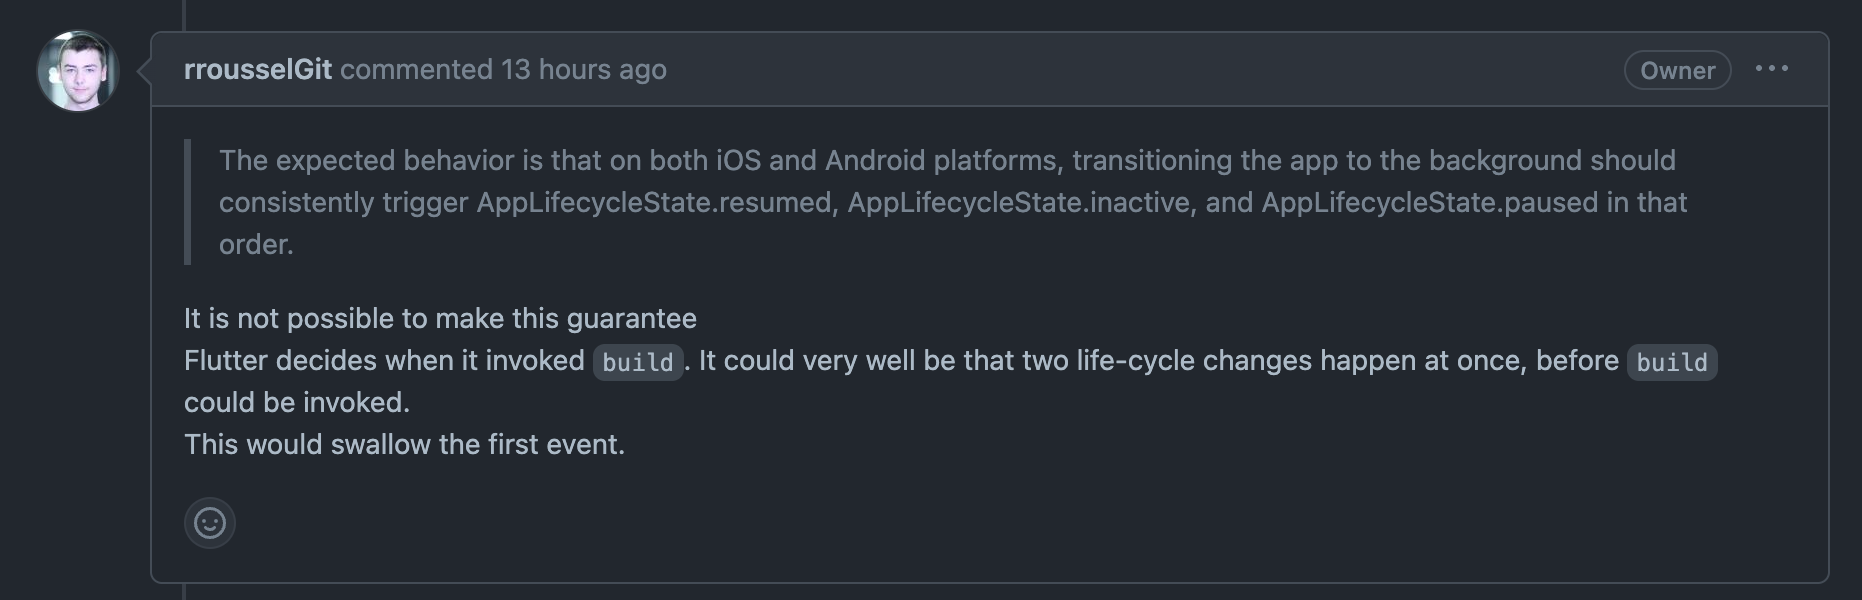 rrousselGit commented 13 hours ago
Owner
The expected behavior is that on both iOS and Android platforms, transitioning the app to the background should
consistently trigger AppLifecycleState.resumed, AppLifecycleState.inactive, and AppLifecycleState.paused in that
order.
It is not possible to make this guarantee
Flutter decides when it invoked build. It could very well be that two life-cycle changes happen at once, before build
could be invoked.
This would swallow the first event.